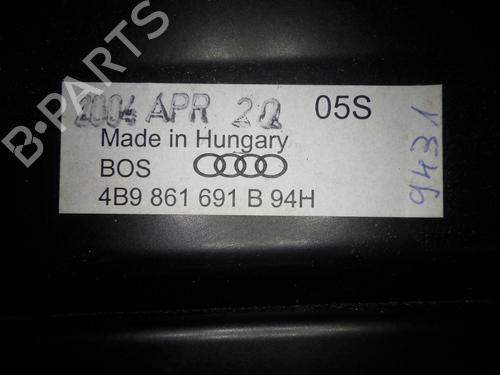 2004 APR 20 05S
Made in Hungary
BOS
4B9 861 691 B 94H
9431
B-PARTS